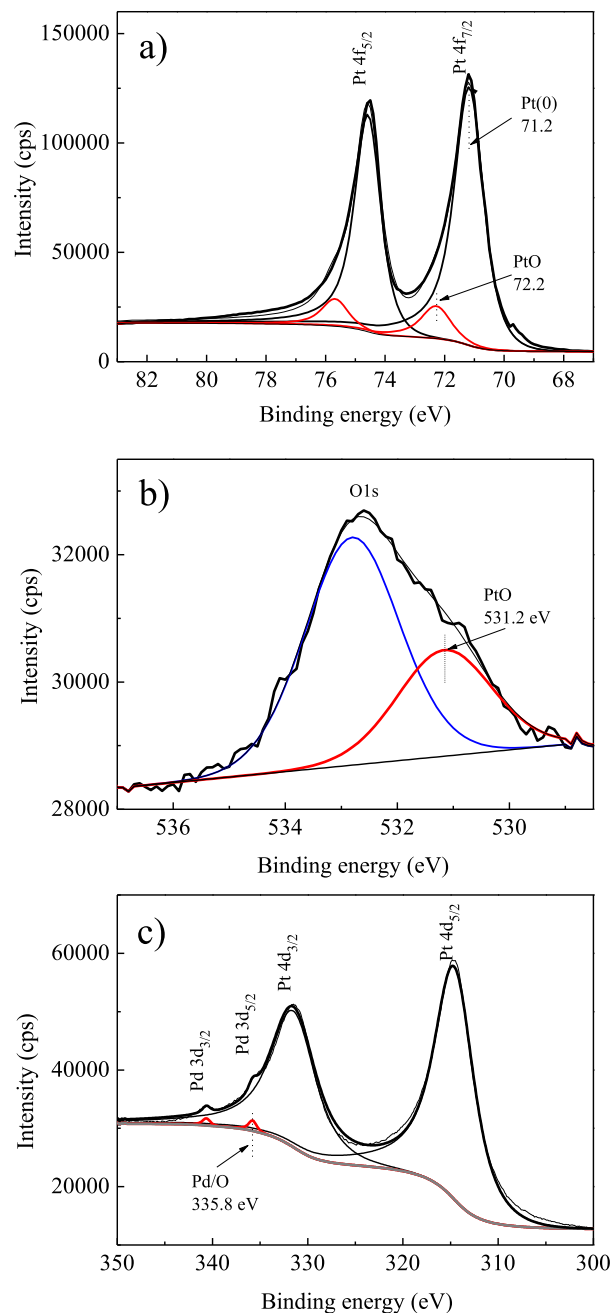 a)
Pt 4f5/2
Pt 4f7/2
Pt(0)
71.2
PtO
72.2
150000
100000
50000
0
Intensity (cps)
82 80 78 76 74 72 70 68
Binding energy (eV)
b)
O1s
PtO
531.2 eV
32000
30000
28000
Intensity (cps)
536 534 532 530
Binding energy (eV)
c)
Pd 3d3/2
Pd 3d5/2
Pt 4d3/2
Pt 4d5/2
Pd/O
335.8 eV
60000
40000
20000
Intensity (cps)
350 340 330 320 310 300
Binding energy (eV)